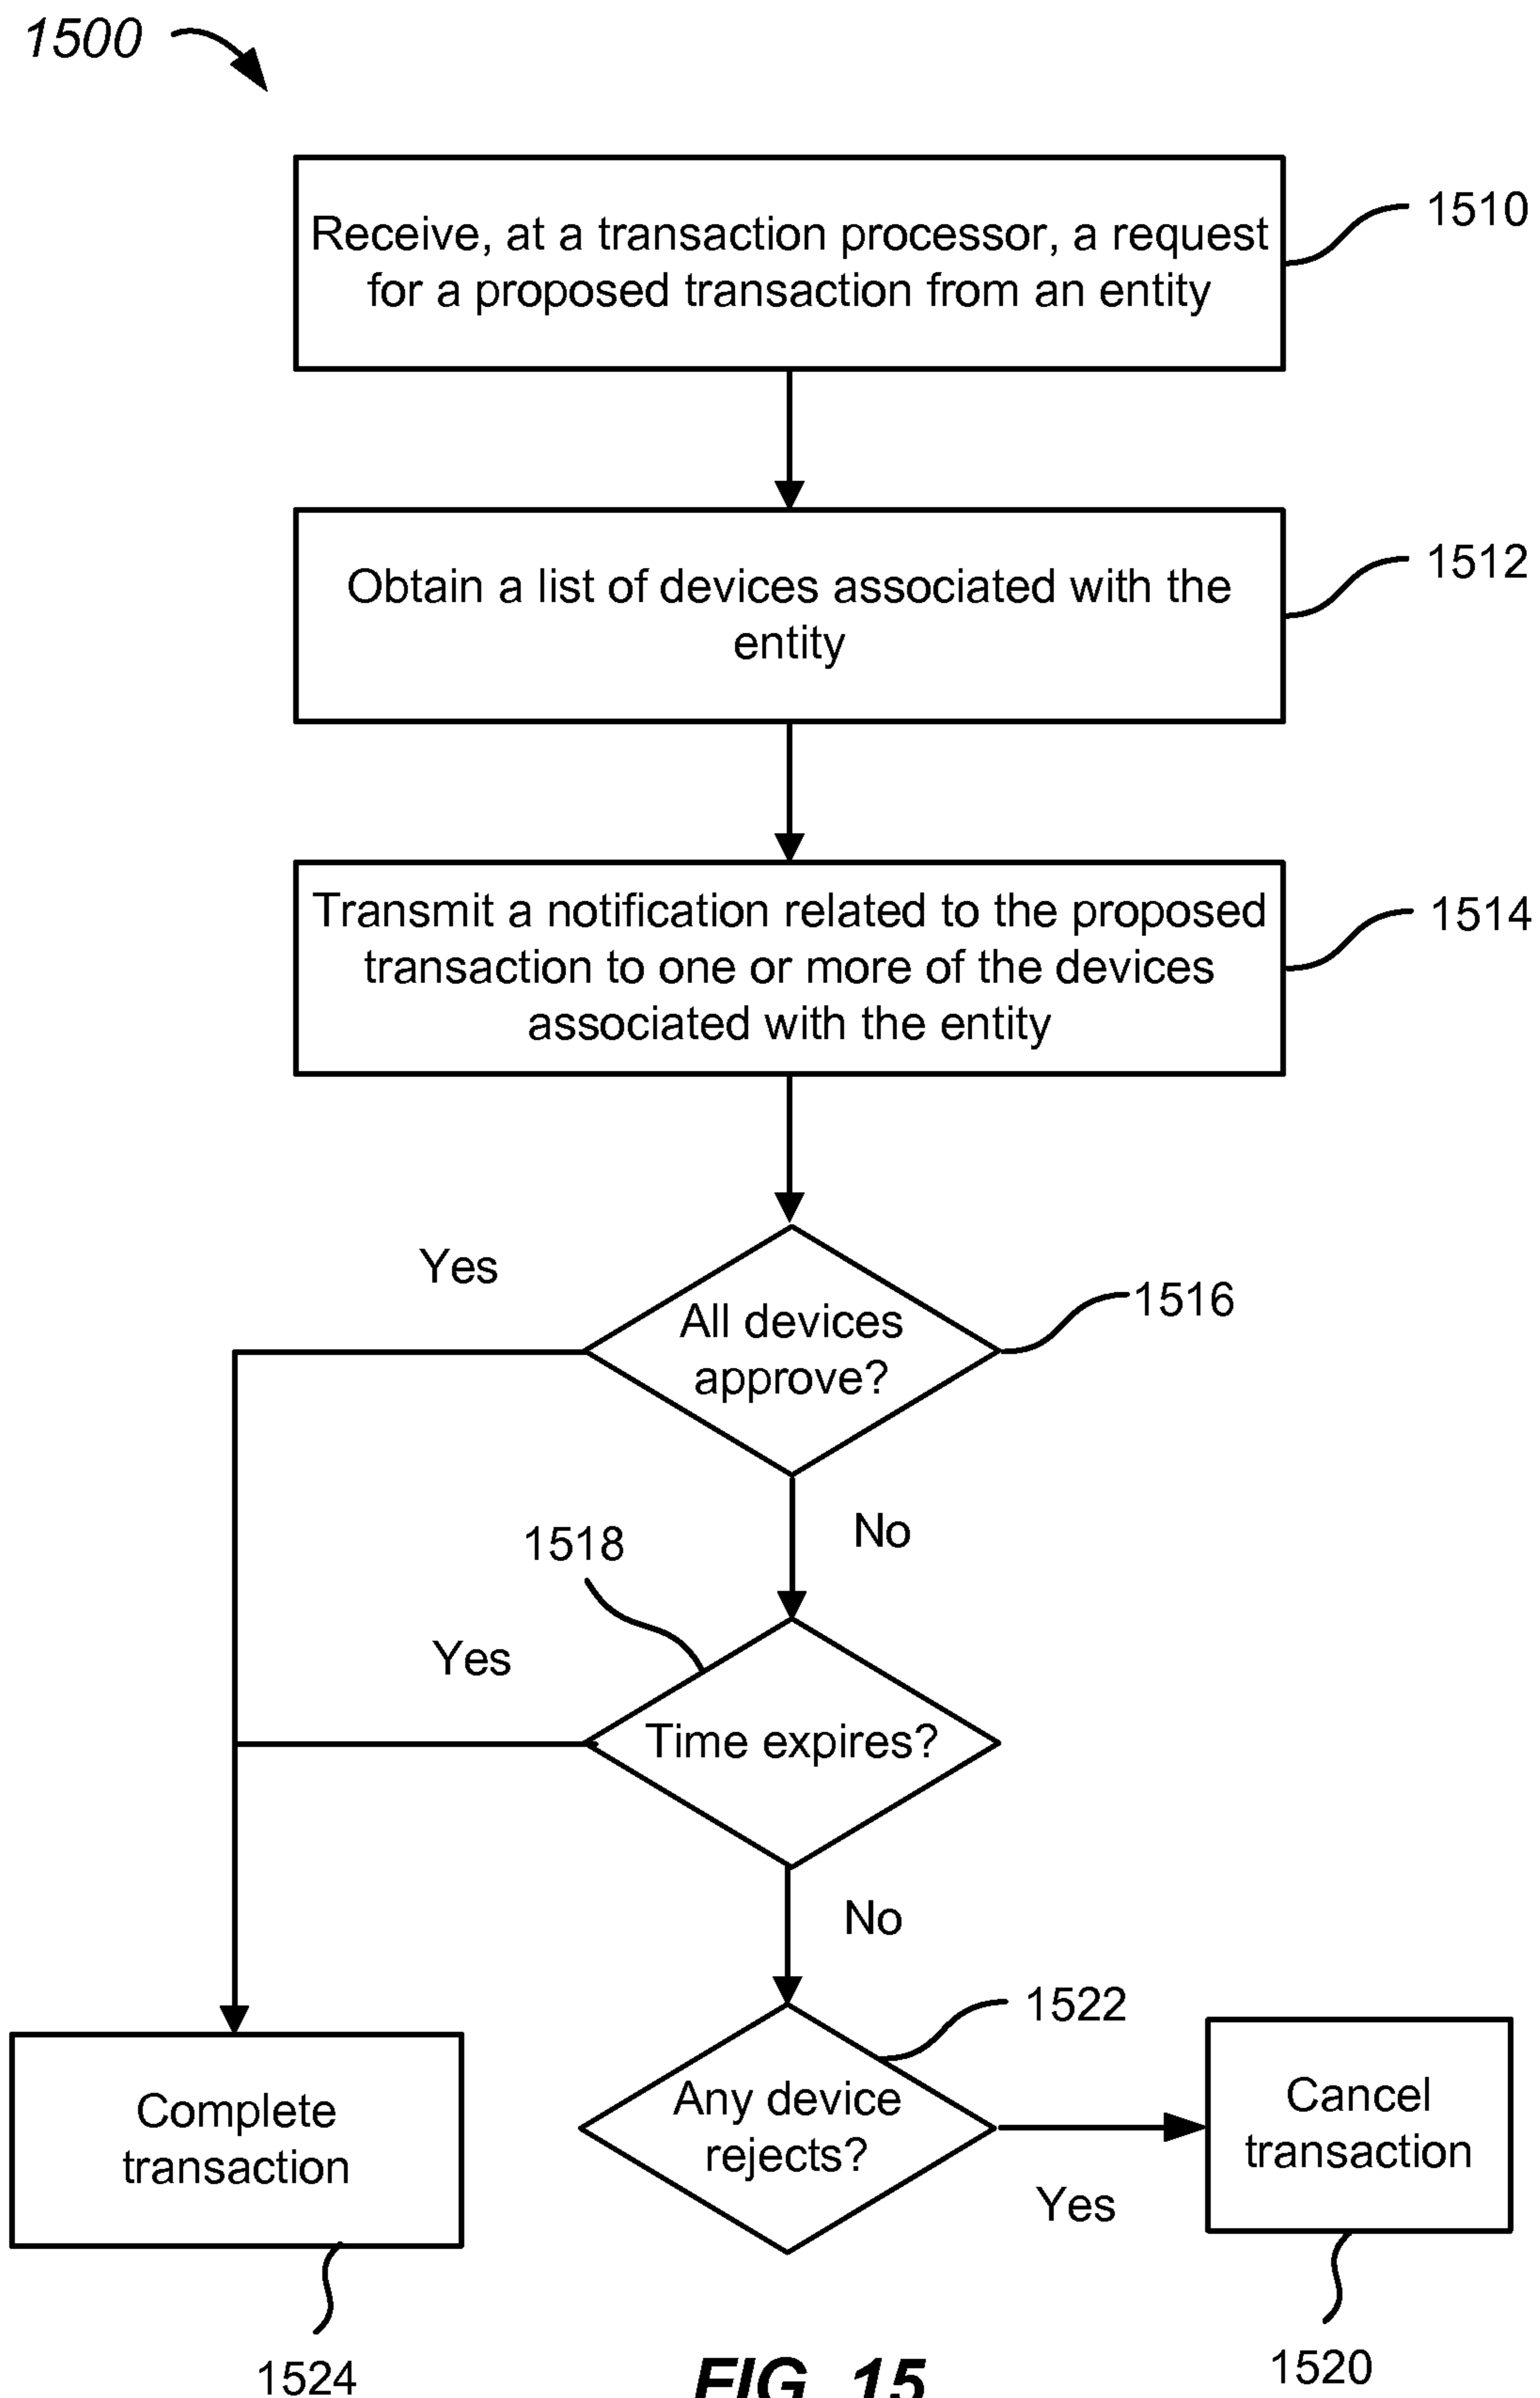 1500
Receive, at a transaction processor, a request
for a proposed transaction from an entity
1510
Obtain a list of devices associated with the
entity
1512
Transmit a notification related to the proposed
transaction to one or more of the devices
associated with the entity
1514
Yes
All devices
approve?
1516
No
1518
Yes
Time expires?
No
1522
Any device
rejects?
Yes
Complete
transaction
Cancel
transaction
1524
1520
FIG. 15